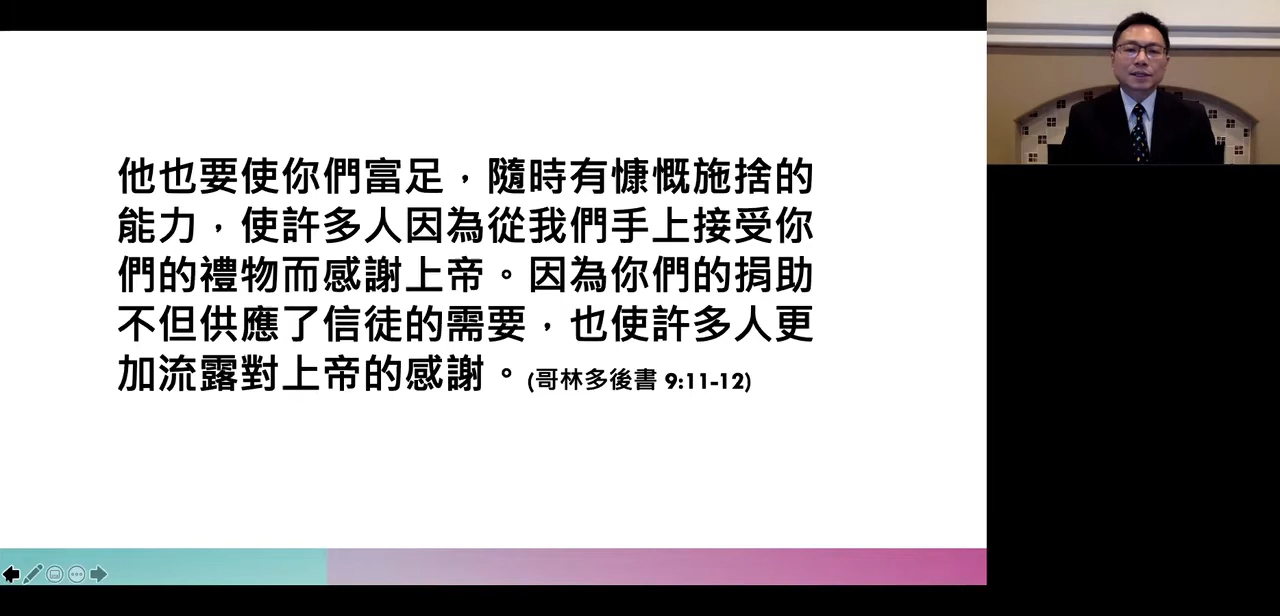 他也要使你們富足，隨時有慷慨施捨的
能力，使許多人因為從我們手上接受你
們的禮物而感謝上帝。因為你們的捐助
不但供應了信徒的需要，也使許多人更
加流露對上帝的感謝。(哥林多後書 9:11-12)